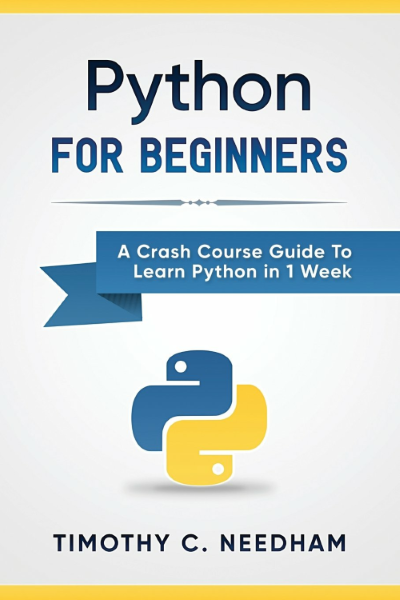 Python
FOR BEGINNERS
A Crash Course Guide To
Learn Python in 1 Week
TIMOTHY C. NEEDHAM